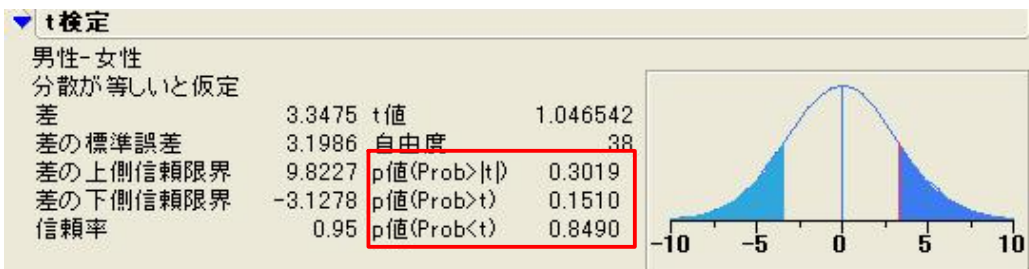 t検定
男性-女性
分散が等しいと仮定
差 3.3475 t値 1.046542
差の標準誤差 3.1986 自由度 38
差の上側信頼限界 9.8227 p値(Prob>|t|) 0.3019
差の下側信頼限界 -3.1278 p値(Prob>t) 0.1510
信頼率 0.95 p値(Prob<t) 0.8490
-10 -5 0 5 10